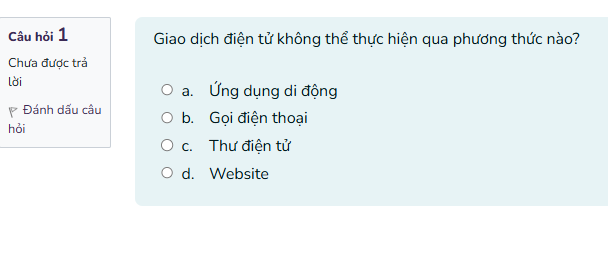 Câu hỏi 1
Chưa được trả
lời
Đánh dấu câu
hỏi
Giao dịch điện tử không thể thực hiện qua phương thức nào?
a. Ứng dụng di động
b. Gọi điện thoại
c. Thư điện tử
d. Website